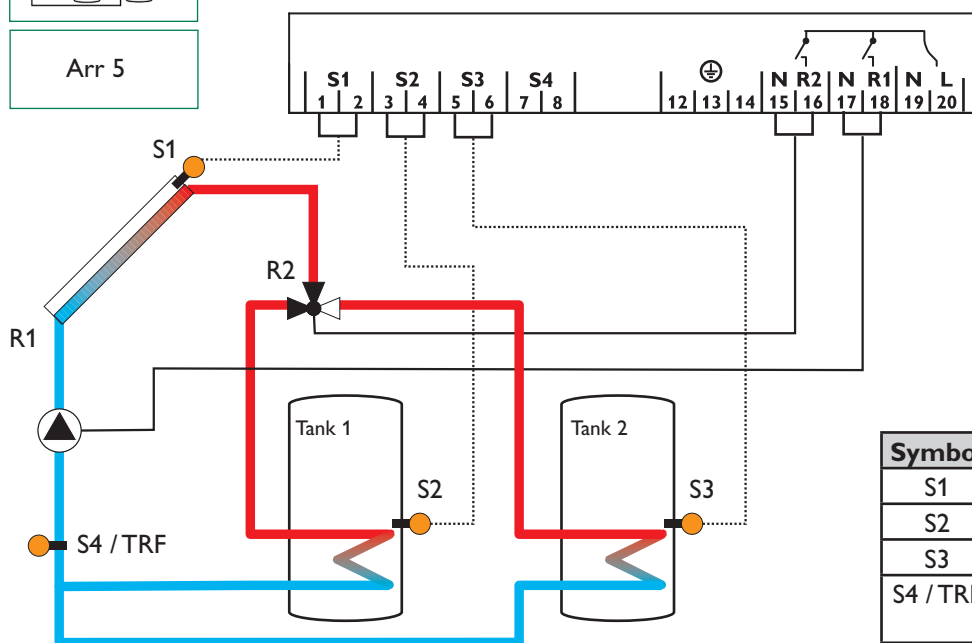 Arr 5
S1 S2 S3 S4 N R2 N R1 N L
1 2 3 4 5 6 7 8 12 13 14 15 16 17 18 19 20
S1
R2
R1
Tank 1
Tank 2
S2
S3
S4 / TRF
Symbo
S1
S2
S3
S4 / TRF